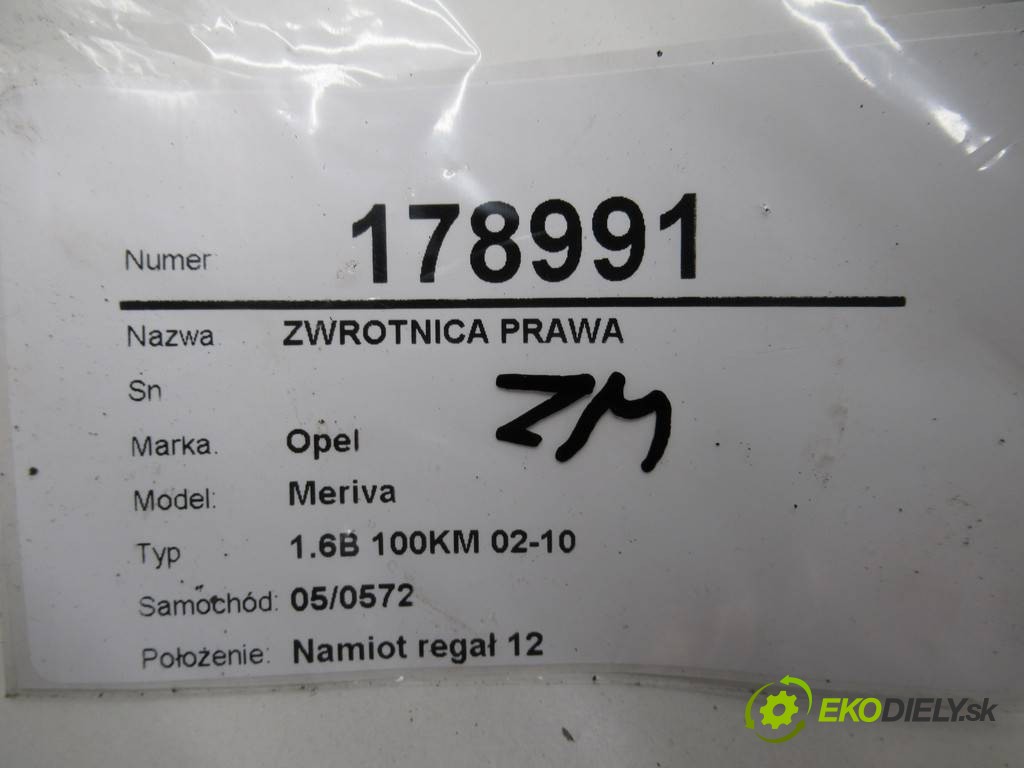 Numer 178991
Nazwa ZWROTNICA PRAWA
Sn
ZM
Marka. Opel
Model: Meriva
Typ 1.6B 100KM 02-10
Samochód: 05/0572
Położenie: Namiot regał 12
EKODIELY.sk